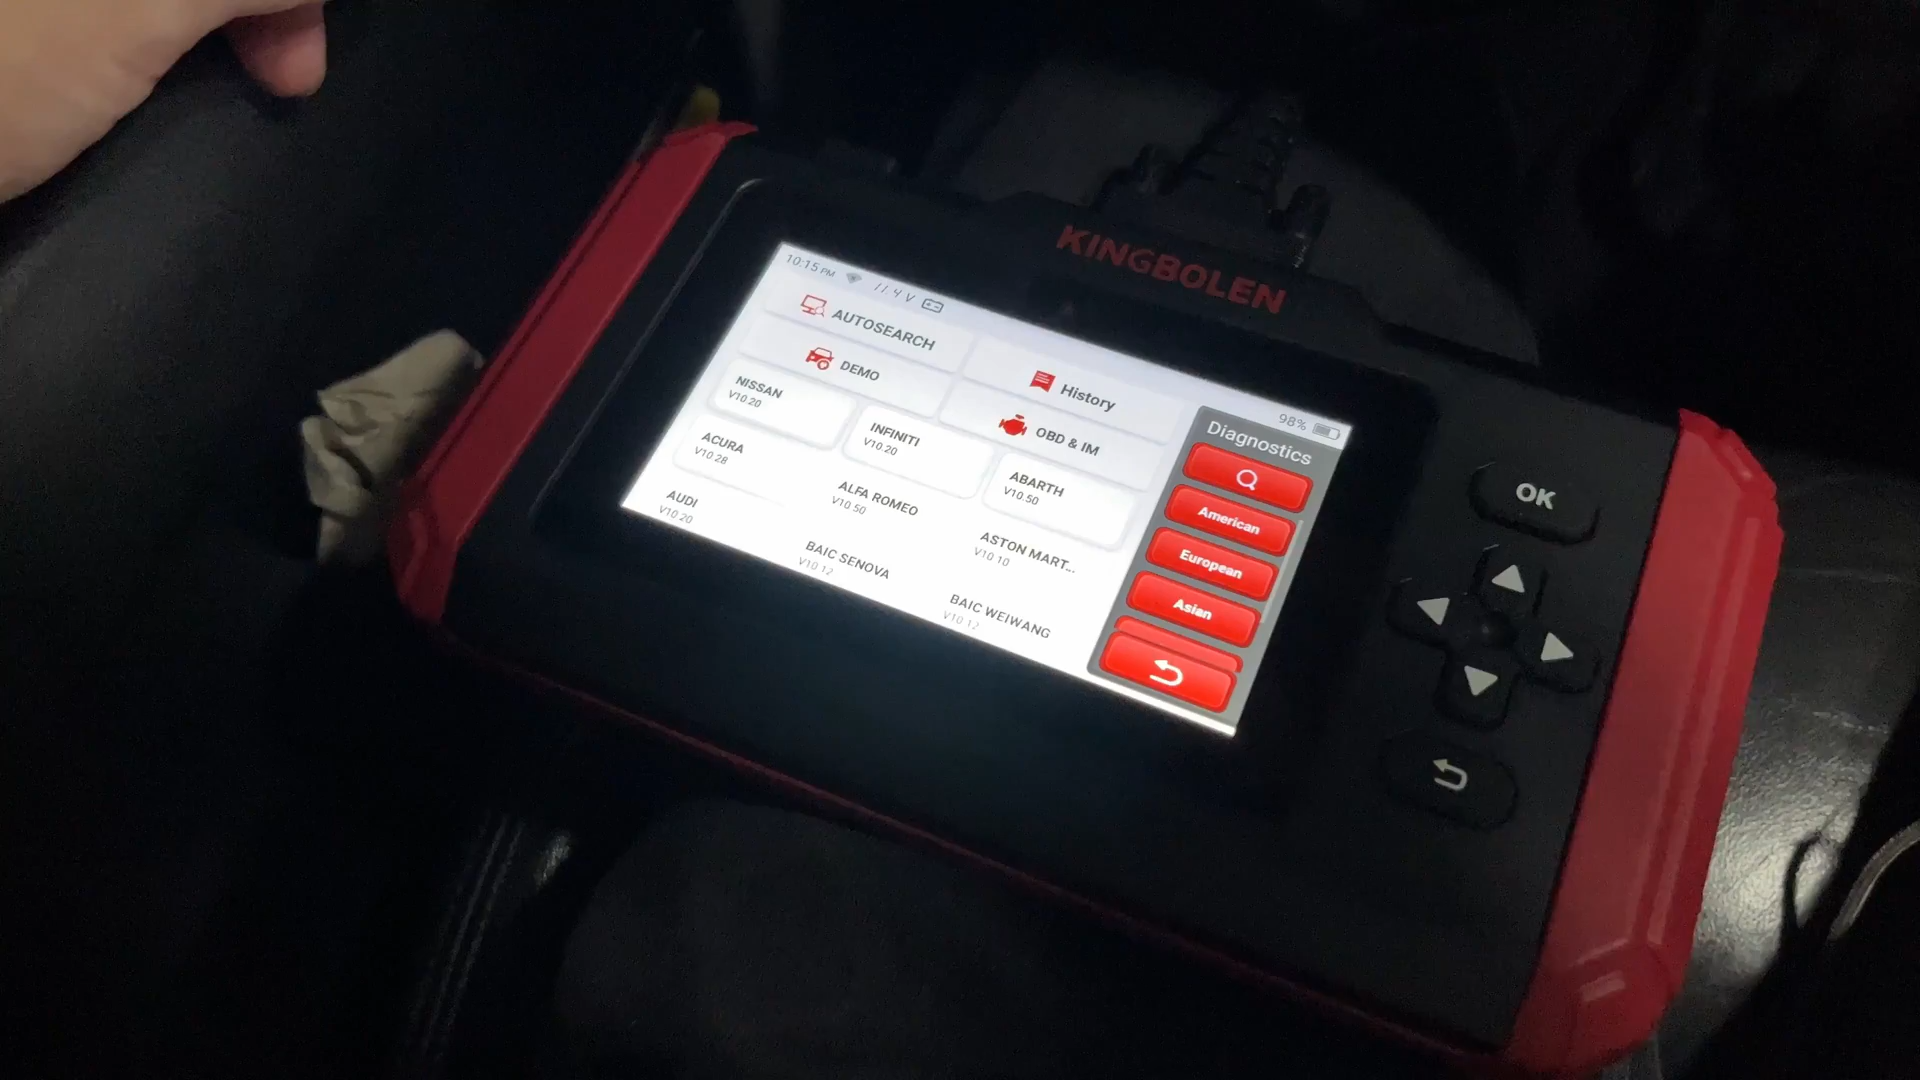 KINGBOLEN
10:15 PM 11.4 V
98%
AUTOSEARCH
History
DEMO
OBD & IM
NISSAN
V10.20
INFINITI
V10.20
ABARTH
V10.50
ACURA
V10.28
ALFA ROMEO
V10.50
ASTON MART...
V10.10
AUDI
V10.20
BAIC SENOVA
V10.12
BAIC WEIWANG
V10.12
Diagnostics
American
European
Asian
OK